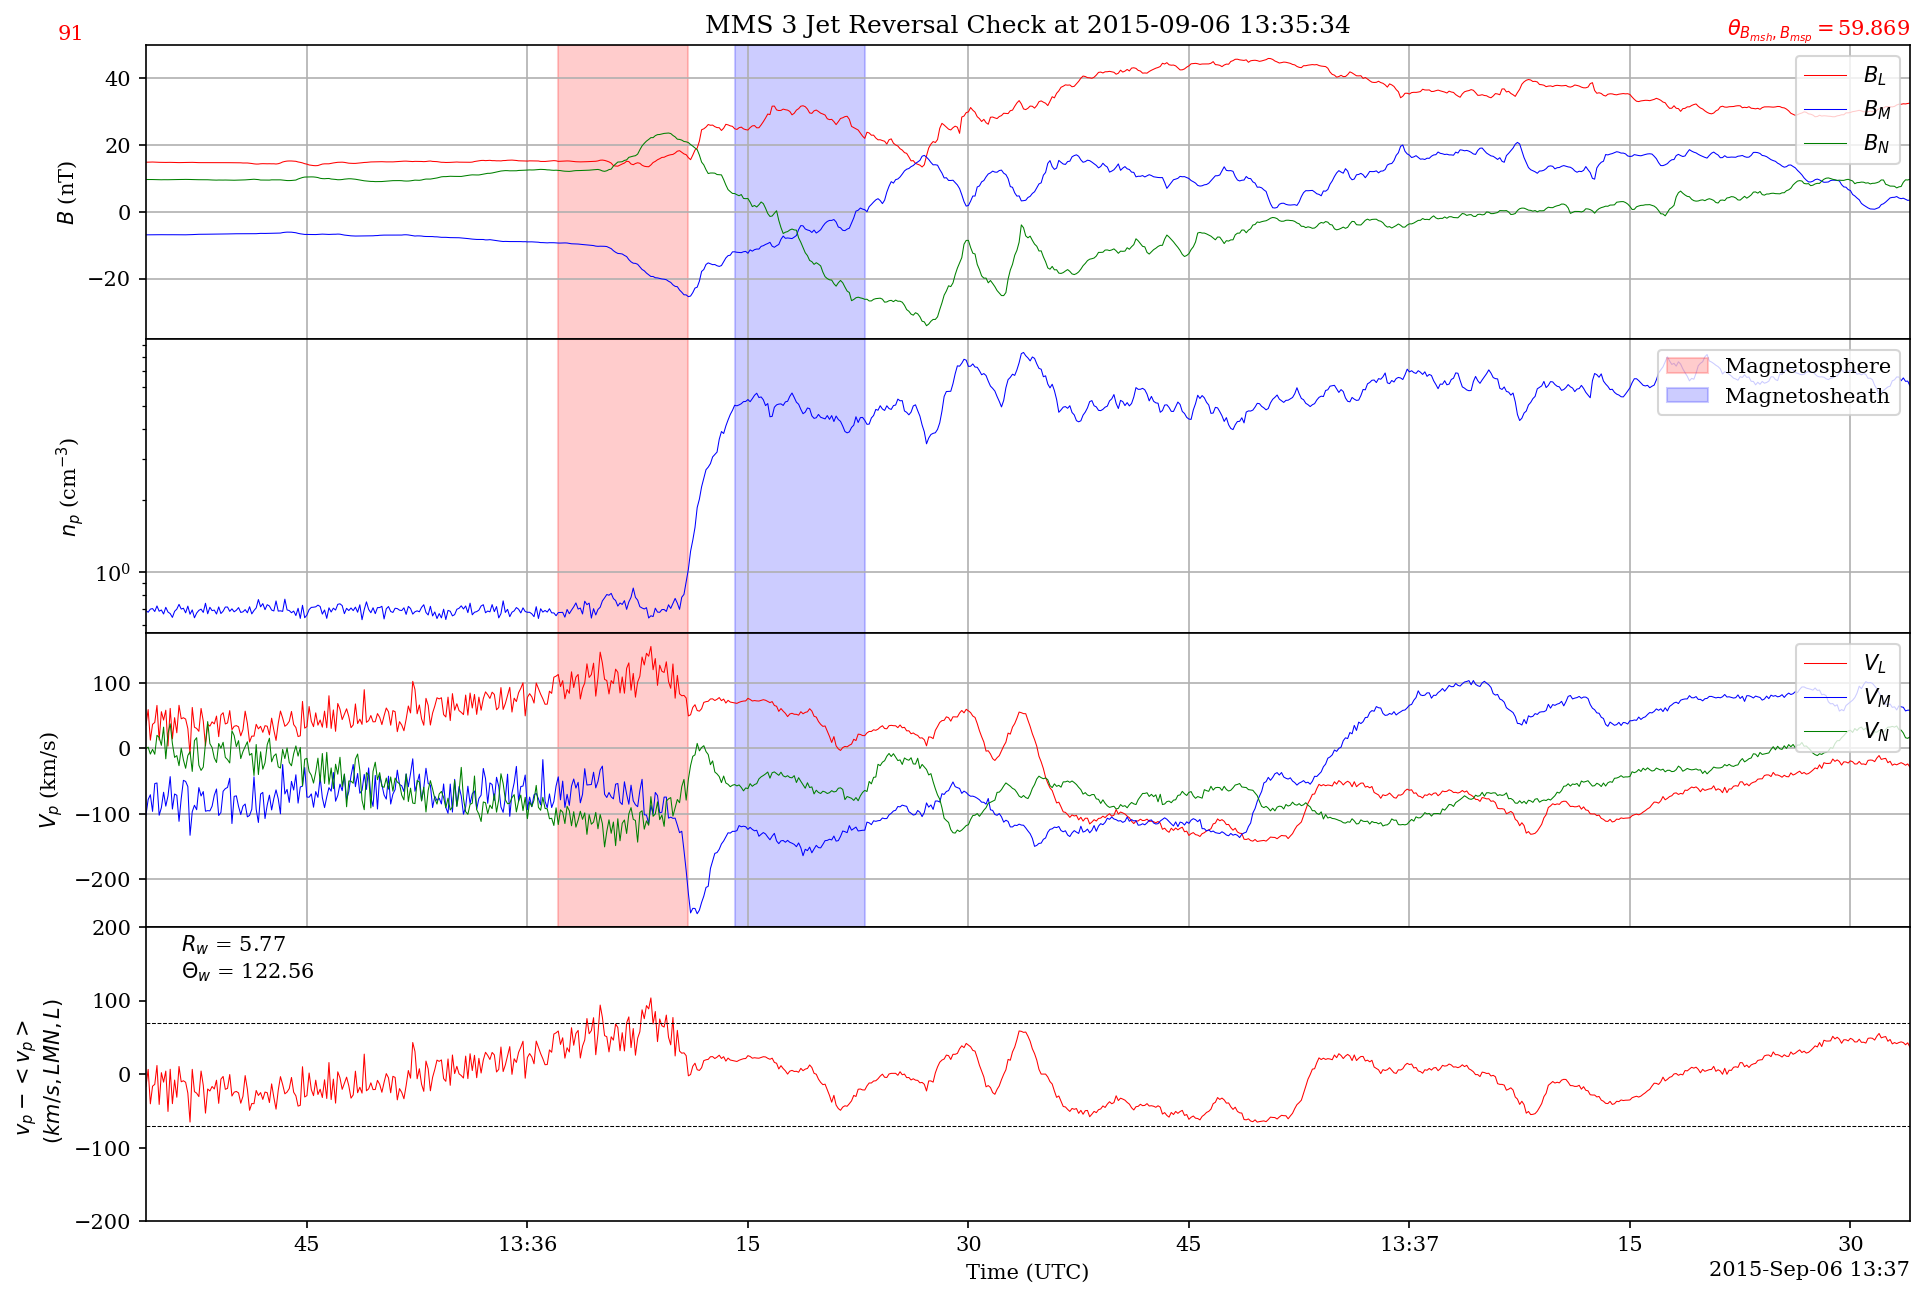 91
MMS 3 Jet Reversal Check at 2015-09-06 13:35:34
θ_{B_{msh}, B_{msp}} = 59.869
40
20
0
−20
B (nT)
B_L
B_M
B_N
10^0
n_p (cm^{−3})
Magnetosphere
Magnetosheath
100
0
−100
−200
V_p (km/s)
V_L
V_M
V_N
200
100
0
−100
−200
v_p − <v_p>
(km/s, LMN, L)
R_w = 5.77
Θ_w = 122.56
45 13:36 15 30 45 13:37 15 30
Time (UTC)
2015-Sep-06 13:37